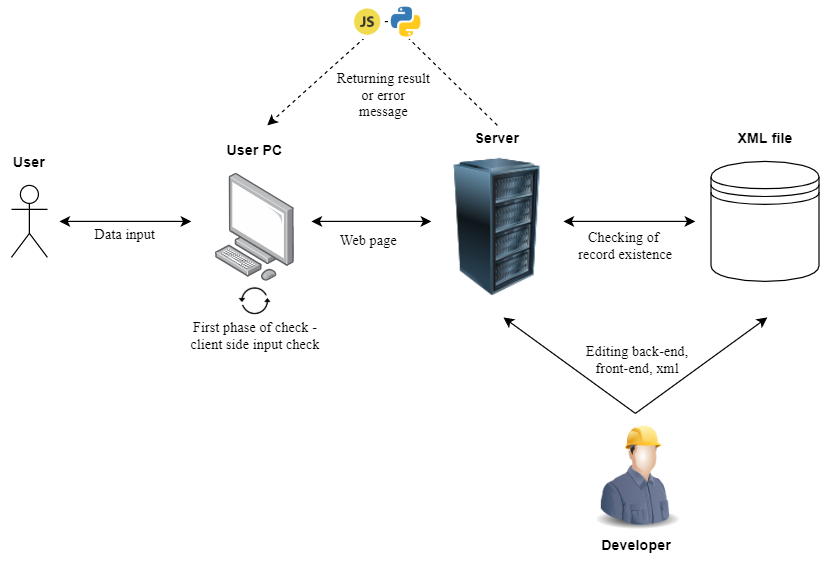 JS -
Returning result
or error
message
Server
XML file
User PC
User
Data input
Web page
Checking of
record existence
First phase of check -
client side input check
Editing back-end,
front-end, xml
Developer